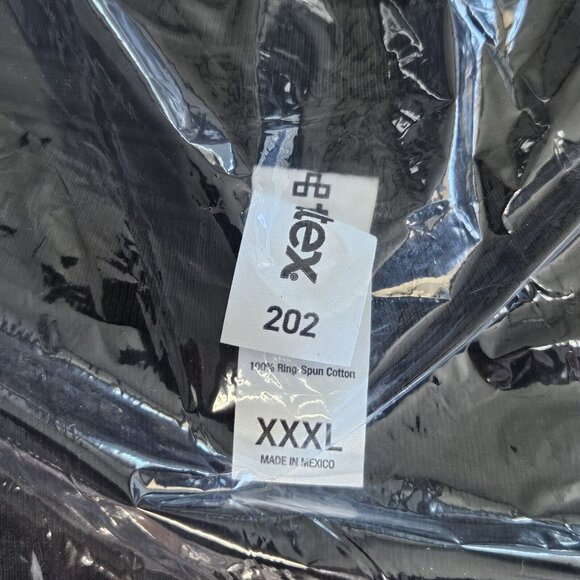 tex.
202
100% Ring-Spun Cotton
XXXL
MADE IN MEXICO